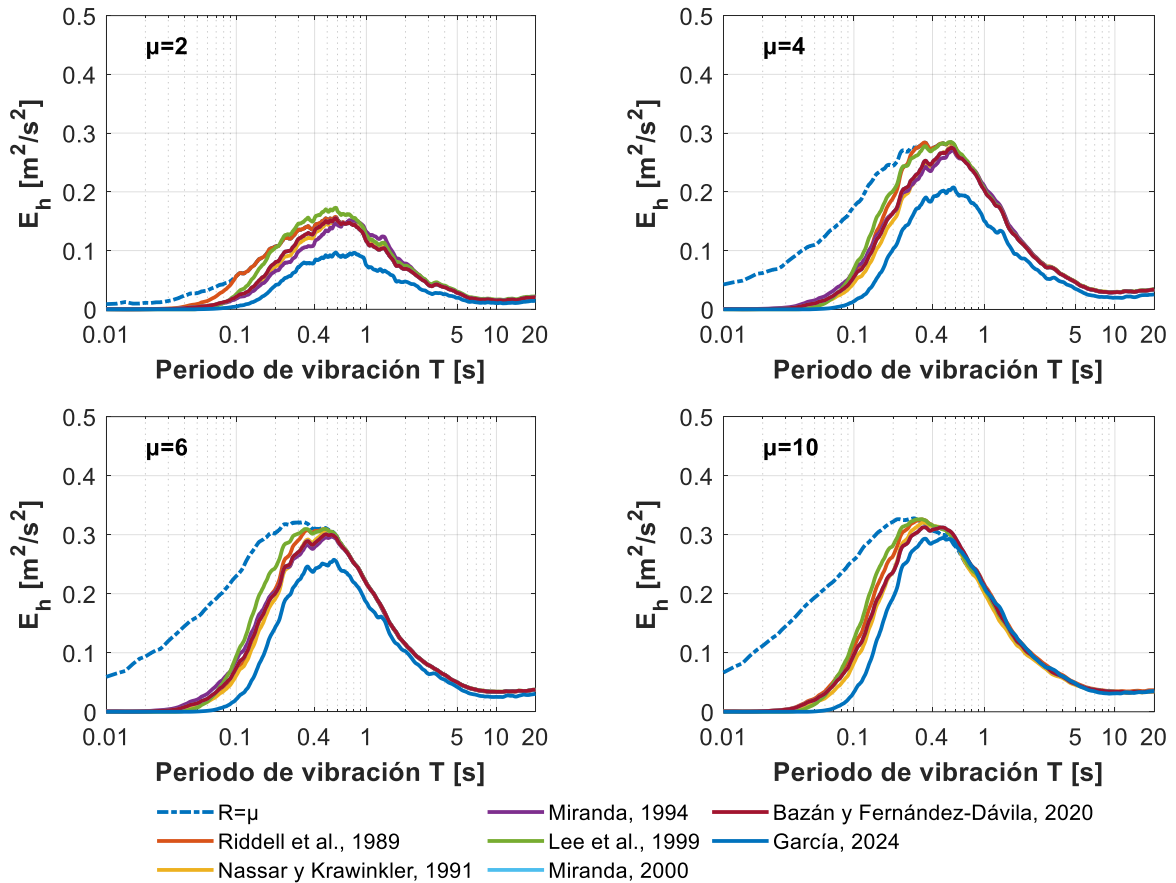 0.5
0.4
0.3
0.2
0.1
0
E_h [m^2/s^2]
μ=2
0.01 0.1 0.4 1 5 10 20
Periodo de vibración T [s]
0.5
0.4
0.3
0.2
0.1
0
E_h [m^2/s^2]
μ=4
0.01 0.1 0.4 1 5 10 20
Periodo de vibración T [s]
0.5
0.4
0.3
0.2
0.1
0
E_h [m^2/s^2]
μ=6
0.01 0.1 0.4 1 5 10 20
Periodo de vibración T [s]
0.5
0.4
0.3
0.2
0.1
0
E_h [m^2/s^2]
μ=10
0.01 0.1 0.4 1 5 10 20
Periodo de vibración T [s]
R=μ
Riddell et al., 1989
Nassar y Krawinkler, 1991
Miranda, 1994
Lee et al., 1999
Miranda, 2000
Bazán y Fernández-Dávila, 2020
García, 2024